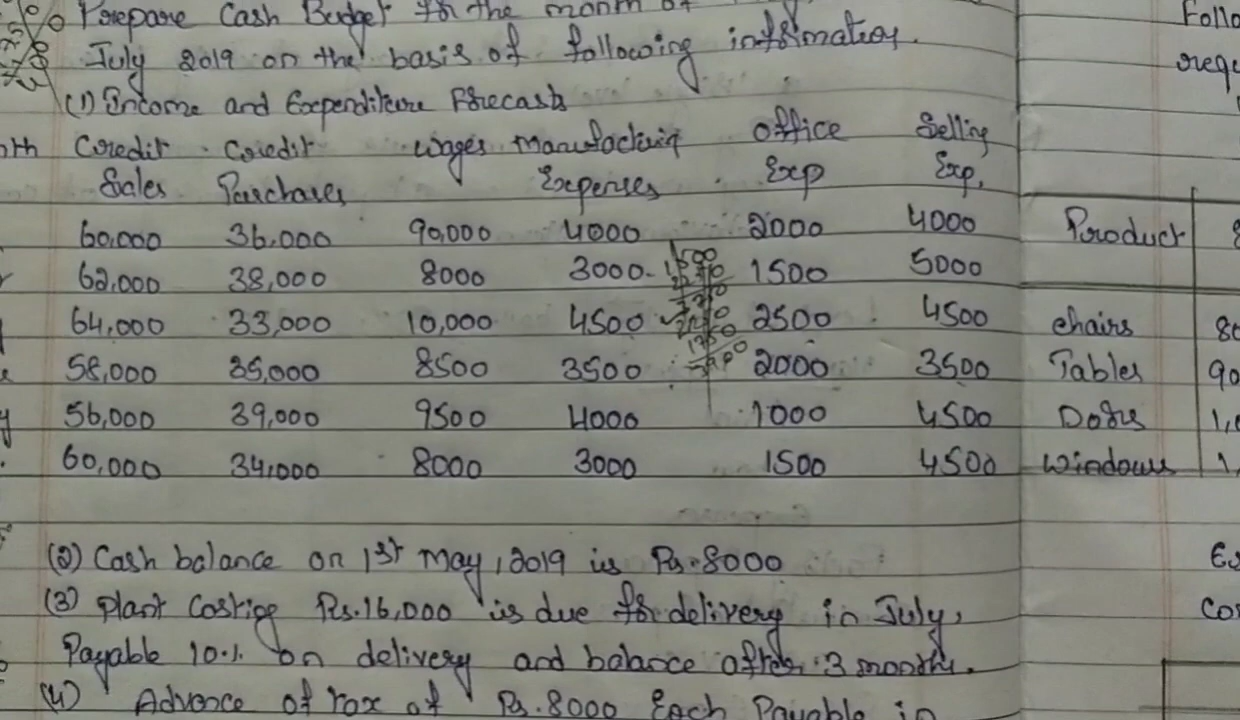 Prepare Cash Budget for the month of
July 2019 on the basis of following information.
(1) Income and Expenditure Forecasts
Credit Credit Wages Manufacturing Office Selling
Sales Purchases Expenses Exp Exp.
60,000 36,000 90,000 4000 2000 4000
62,000 38,000 8000 3000 1500 5000
64,000 33,000 10,000 4500 2500 4500
58,000 35,000 8500 3500 2000 3500
56,000 39,000 9500 4000 1000 4500
60,000 34,000 8000 3000 1500 4500
(2) Cash balance on 1st May, 2019 is Rs.8000
(3) Plant Costing Rs.16,000 is due for delivery in July,
Payable 10% on delivery and balance after 3 months.
(4) Advance of Tax of Rs.8000 Each Payable in
Follo
requ
Product
chairs 80
Tables 90
Doors
Windows
Es
Co